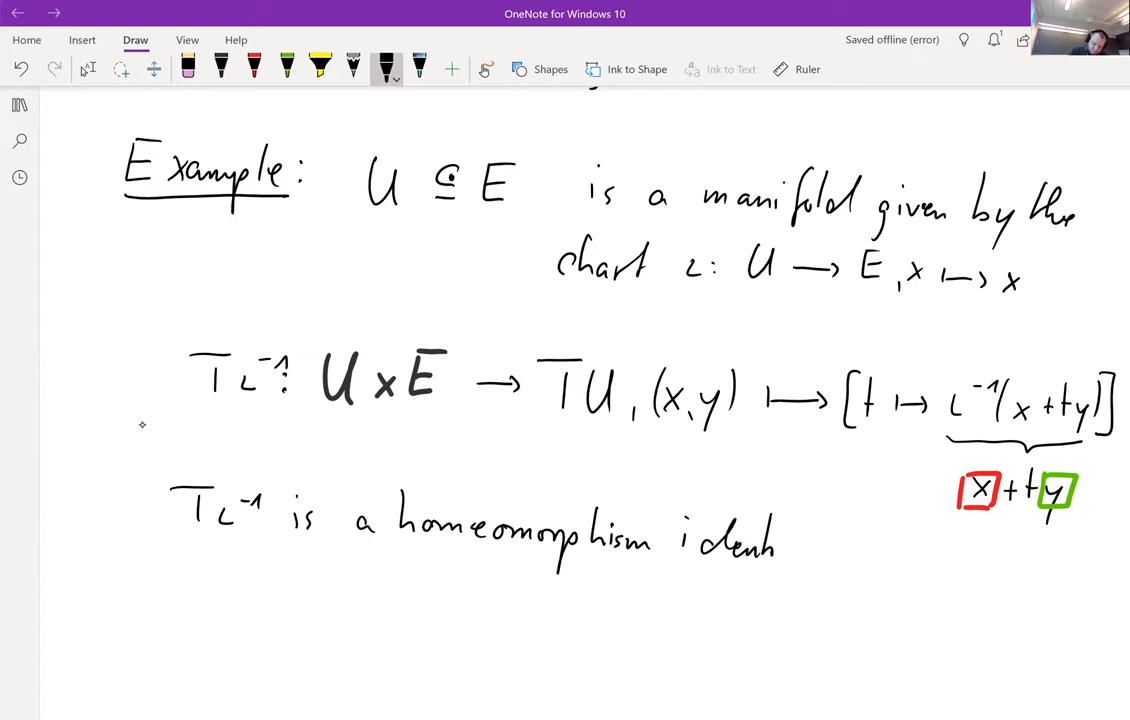 OneNote for Windows 10
Home Insert Draw View Help Saved offline (error) 1
Shapes Ink to Shape Ink to Text Ruler
Example: U ⊆ E is a manifold given by the
chart ι: U → E, x ↦ x
Tι⁻¹: U x E → TU, (x,y) ↦ [t ↦ ι⁻¹(x + ty)]
x + ty
Tι⁻¹ is a homeomorphism identi